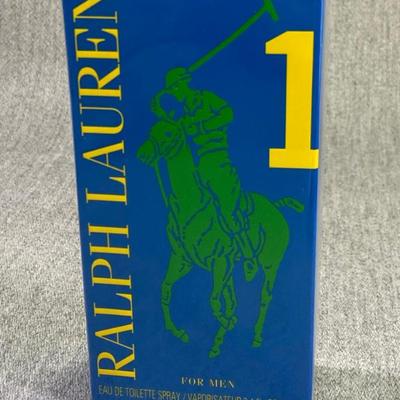 RALPH LAUREN
1
FOR MEN
EAU DE TOILETTE SPRAY / VAPORISATEUR